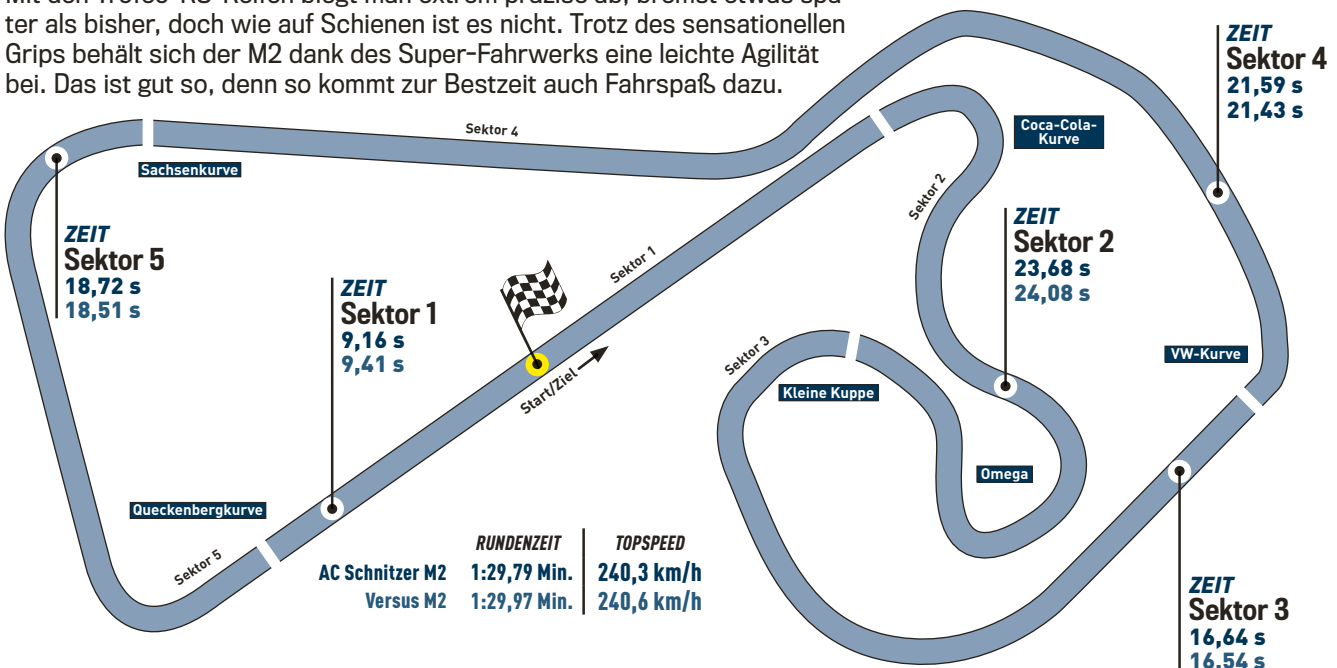 ter als bisher, doch wie auf Schienen ist es nicht. Trotz des sensationellen
Grips behält sich der M2 dank des Super-Fahrwerks eine leichte Agilität
bei. Das ist gut so, denn so kommt zur Bestzeit auch Fahrspaß dazu.
ZEIT
Sektor 4
21,59 s
21,43 s
Sektor 4
Coca-Cola-
Kurve
Sachsenkurve
Sektor 2
ZEIT
Sektor 5
18,72 s
18,51 s
ZEIT
Sektor 2
23,68 s
24,08 s
Sektor 1
ZEIT
Sektor 1
9,16 s
9,41 s
Start/Ziel
Sektor 3
VW-Kurve
Kleine Kuppe
Omega
Queckenbergkurve
Sektor 5
RUNDENZEIT TOPSPEED
AC Schnitzer M2 1:29,79 Min. 240,3 km/h
Versus M2 1:29,97 Min. 240,6 km/h
ZEIT
Sektor 3
16,64 s
16,54 s